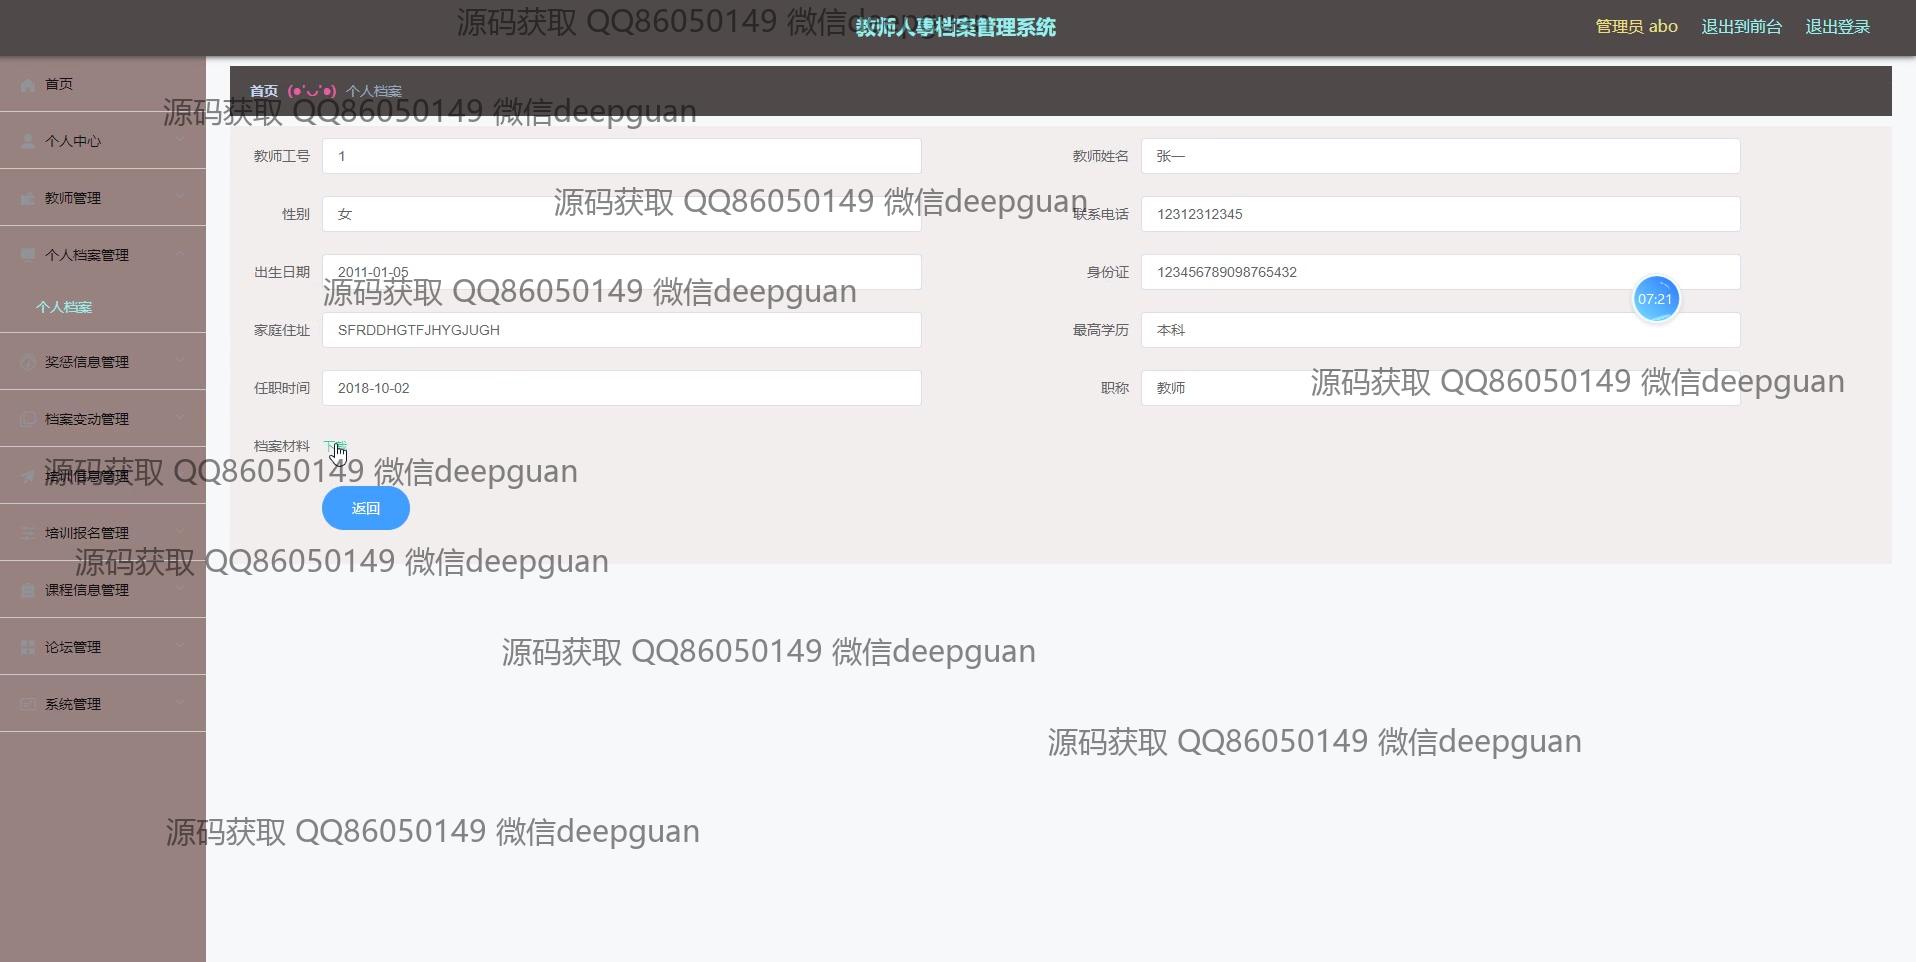 源码获取 QQ86050149 微信deepguan
教师人事档案管理系统
管理员 abo 退出到前台 退出登录
首页
个人中心
教师管理
个人档案管理
个人档案
奖惩信息管理
档案变动管理
培训信息管理
培训报名管理
课程信息管理
论坛管理
系统管理
首页 (●'◡'●) 个人档案
源码获取 QQ86050149 微信deepguan
教师工号 1 教师姓名 张一
源码获取 QQ86050149 微信deepguan
性别 女 联系电话 12312312345
出生日期 2011-01-05 身份证 123456789098765432
源码获取 QQ86050149 微信deepguan
07:21
家庭住址 SFRDDHGTFJHYGJUGH 最高学历 本科
任职时间 2018-10-02 职称 教师
源码获取 QQ86050149 微信deepguan
档案材料 下载
源码获取 QQ86050149 微信deepguan
返回
源码获取 QQ86050149 微信deepguan
源码获取 QQ86050149 微信deepguan
源码获取 QQ86050149 微信deepguan
源码获取 QQ86050149 微信deepguan